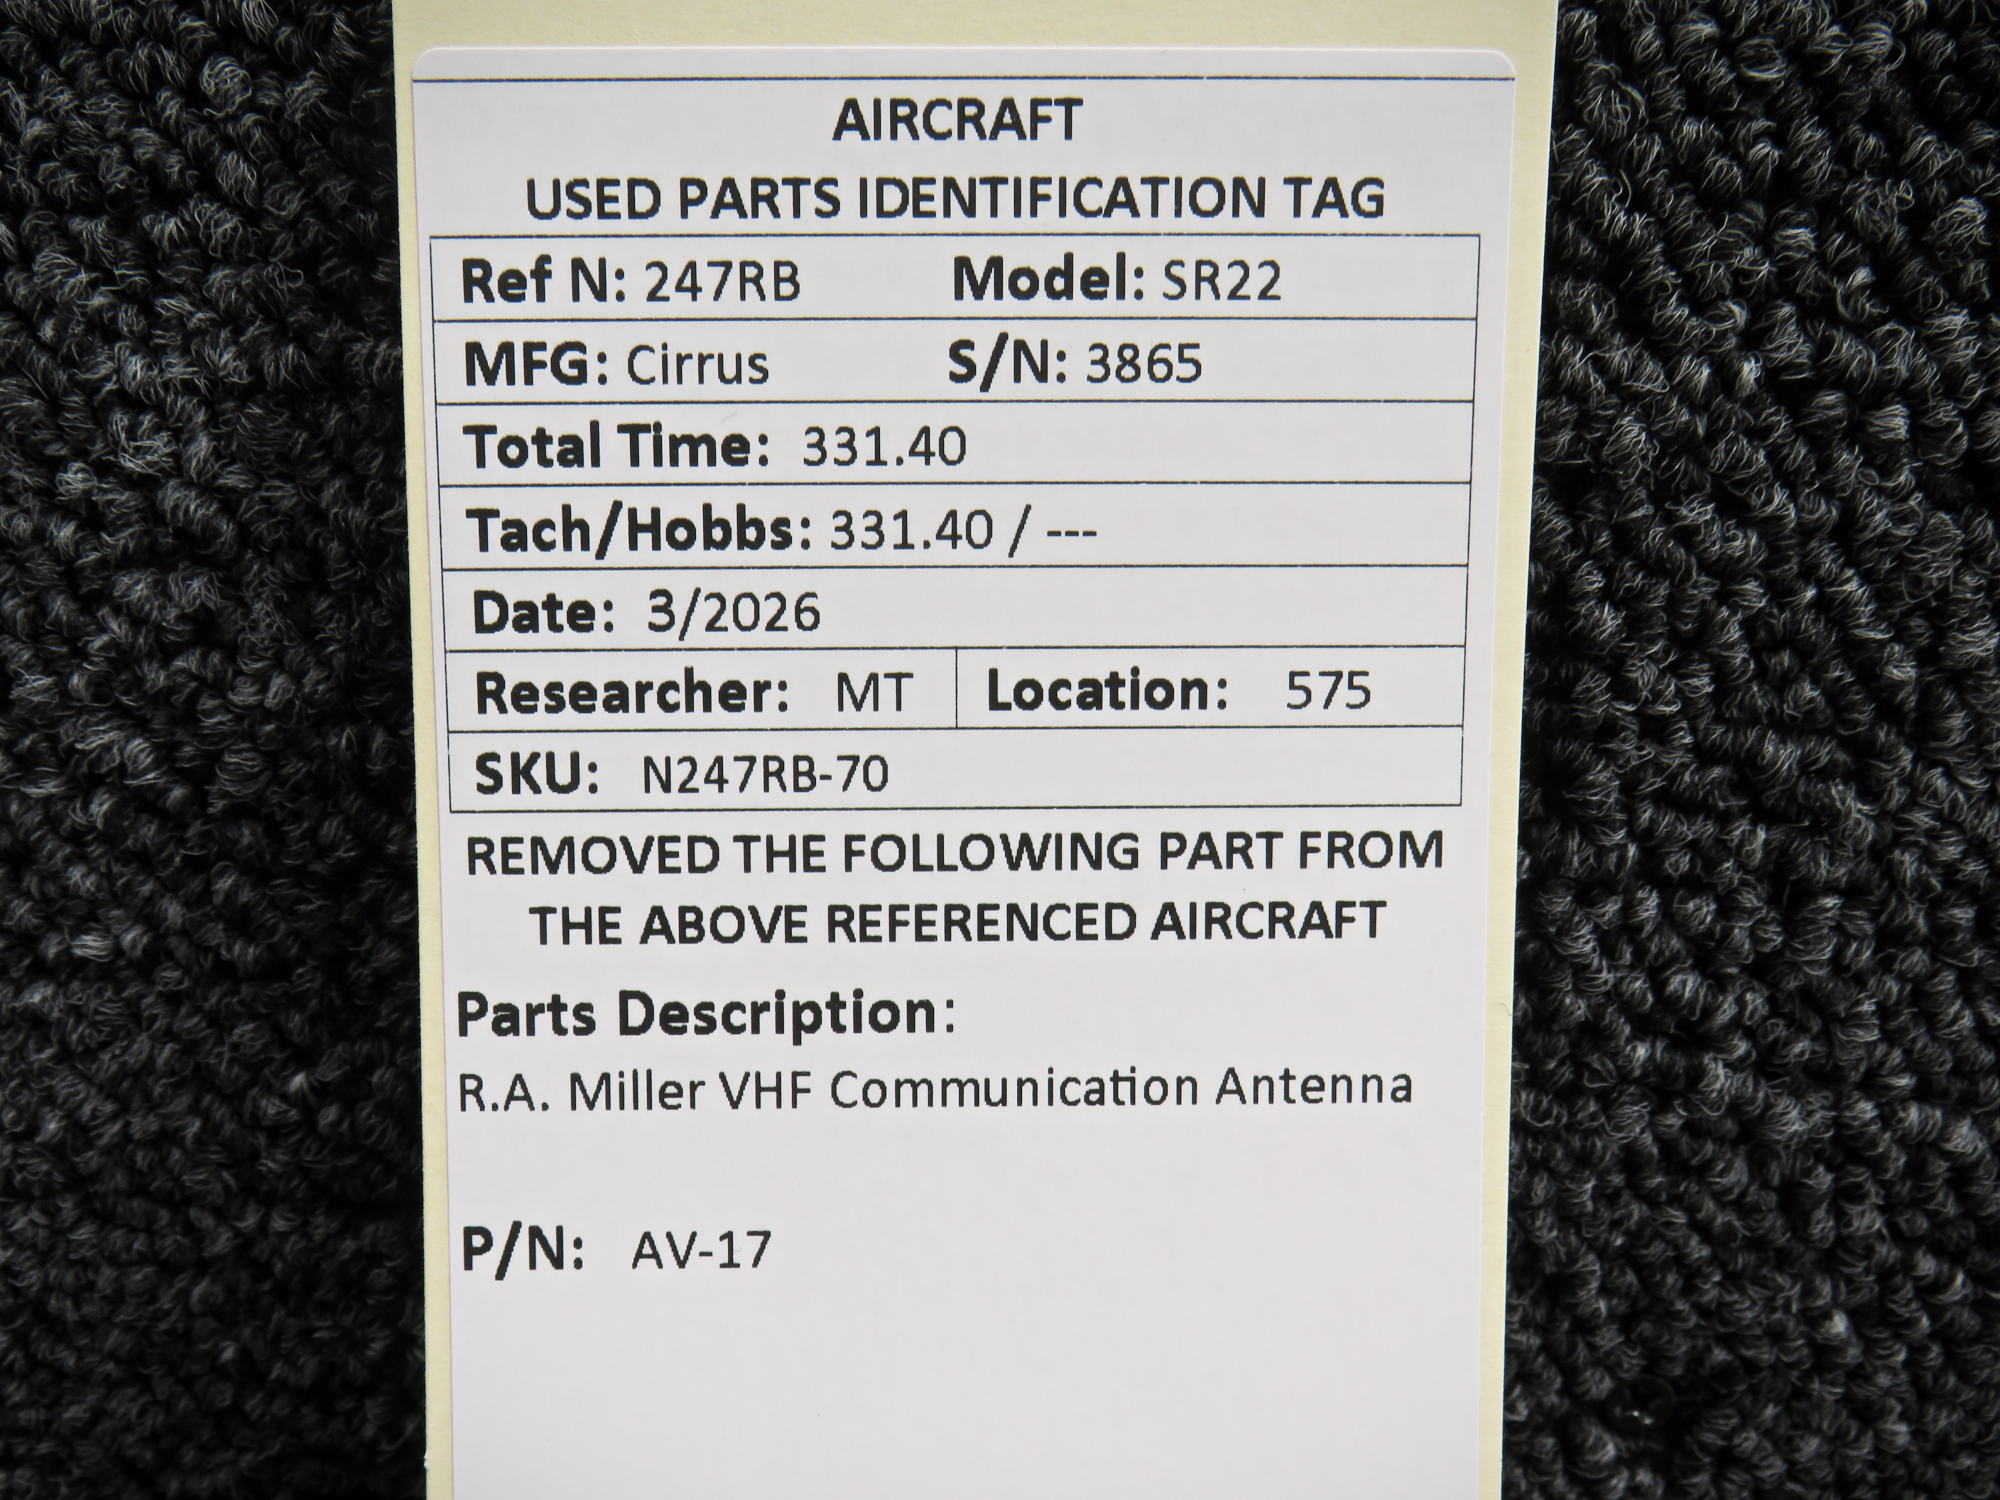 AIRCRAFT
USED PARTS IDENTIFICATION TAG
Ref N: 247RB Model: SR22
MFG: Cirrus S/N: 3865
Total Time: 331.40
Tach/Hobbs: 331.40 / ---
Date: 3/2026
Researcher: MT Location: 575
SKU: N247RB-70
REMOVED THE FOLLOWING PART FROM
THE ABOVE REFERENCED AIRCRAFT
Parts Description:
R.A. Miller VHF Communication Antenna
P/N: AV-17